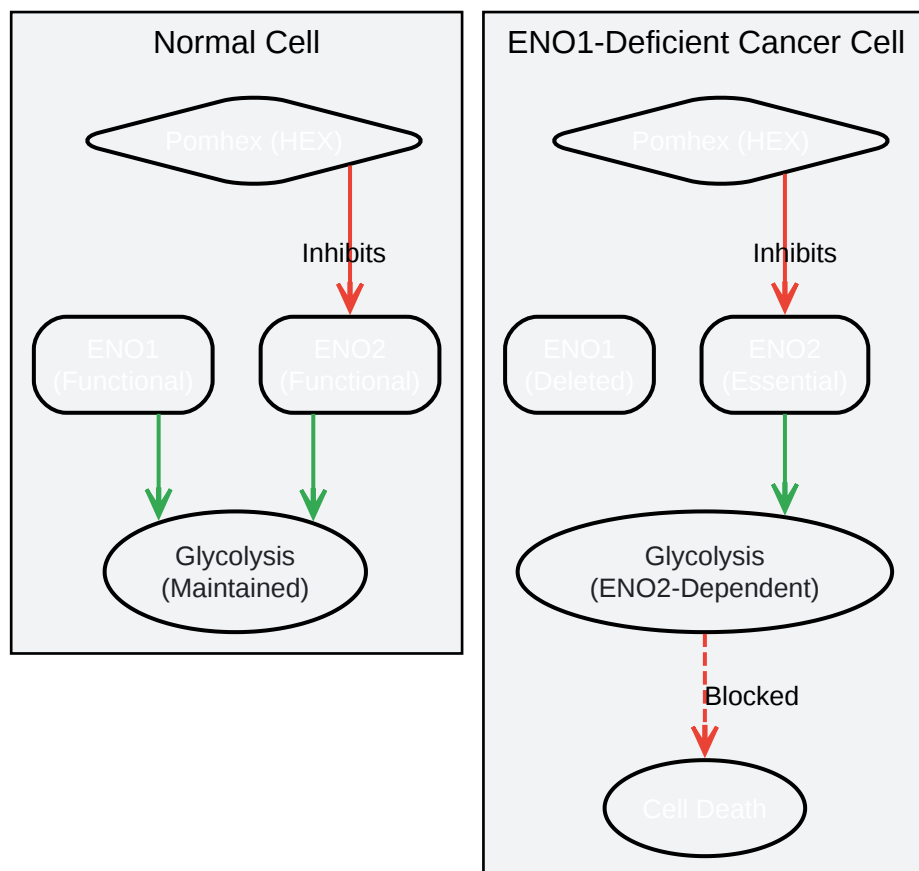 Normal Cell
Pomhex (HEX)
Inhibits
ENO1
(Functional)
ENO2
(Functional)
Glycolysis
(Maintained)
ENO1-Deficient Cancer Cell
Pomhex (HEX)
Inhibits
ENO1
(Deleted)
ENO2
(Essential)
Glycolysis
(ENO2-Dependent)
Blocked
Cell Death